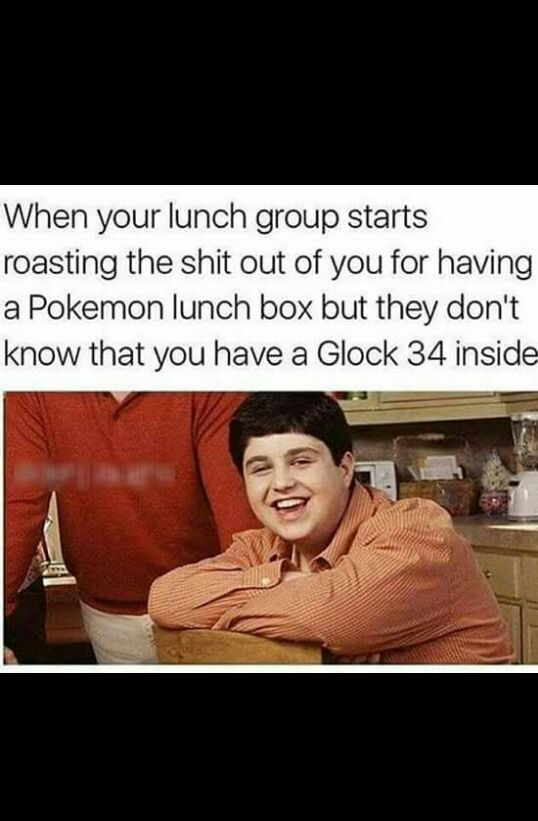 When your lunch group starts
roasting the shit out of you for having
a Pokemon lunch box but they don't
know that you have a Glock 34 inside